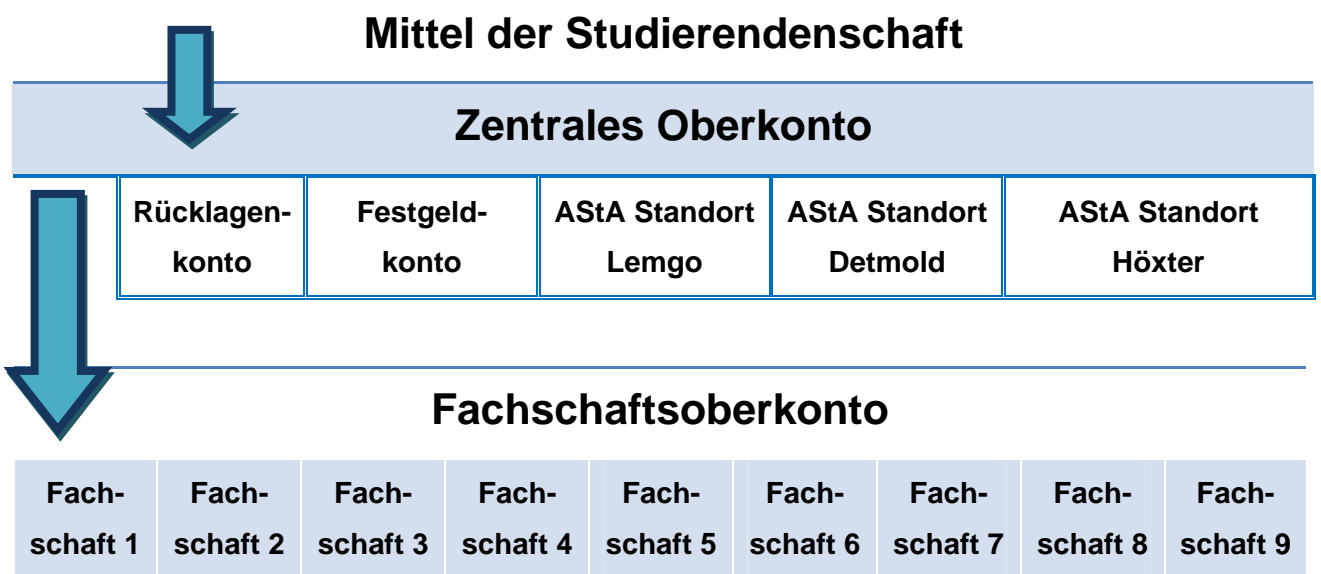 Mittel der Studierendenschaft
Zentrales Oberkonto
Rücklagen-
konto
Festgeld-
konto
AStA Standort
Lemgo
AStA Standort
Detmold
AStA Standort
Höxter
Fachschaftsoberkonto
Fach-
schaft 1
Fach-
schaft 2
Fach-
schaft 3
Fach-
schaft 4
Fach-
schaft 5
Fach-
schaft 6
Fach-
schaft 7
Fach-
schaft 8
Fach-
schaft 9